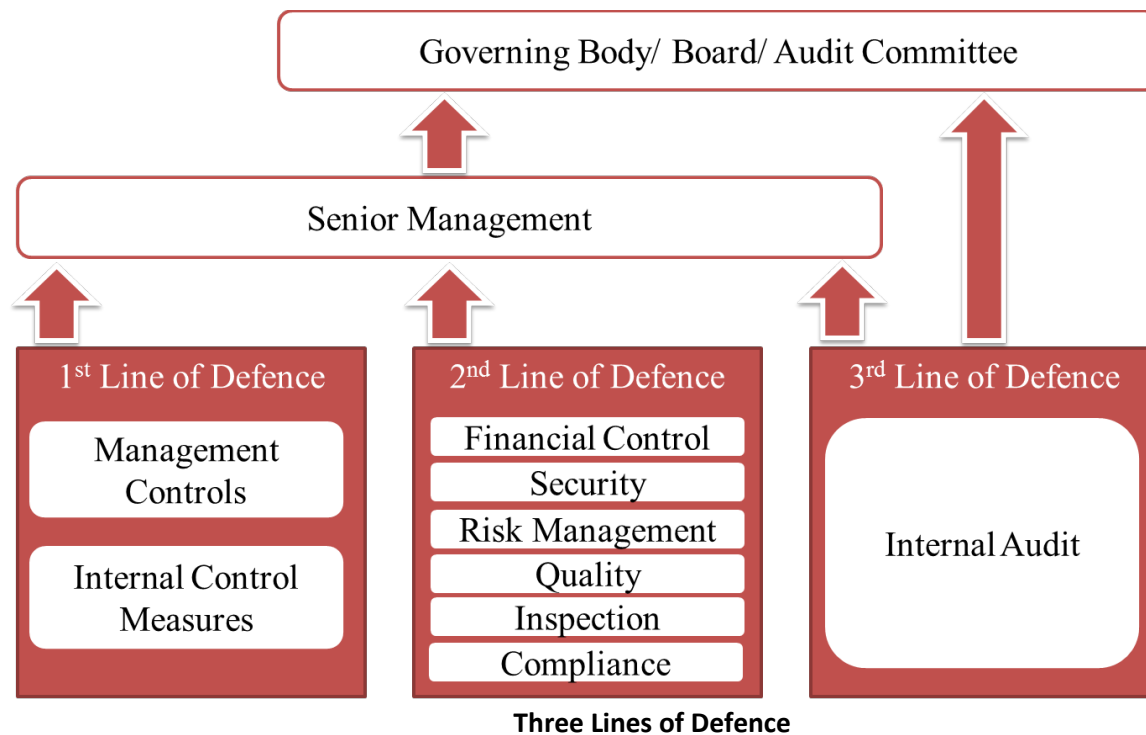 Governing Body/ Board/ Audit Committee
Senior Management
1st Line of Defence
Management
Controls
Internal Control
Measures
2nd Line of Defence
Financial Control
Security
Risk Management
Quality
Inspection
Compliance
3rd Line of Defence
Internal Audit
Three Lines of Defence